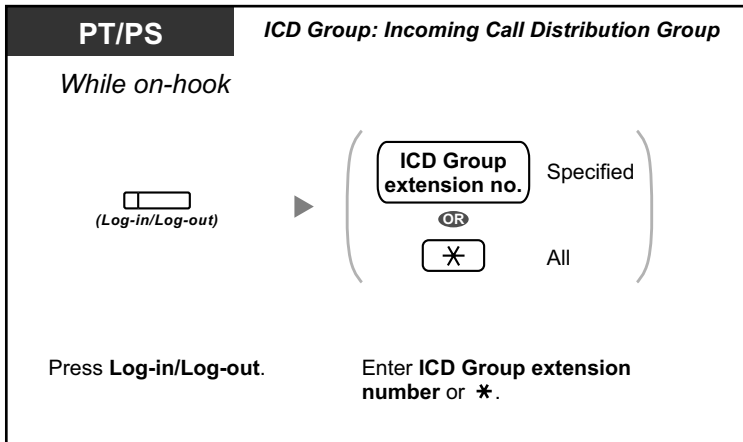 PT/PS
ICD Group: Incoming Call Distribution Group
While on-hook
(Log-in/Log-out)
ICD Group
extension no.
Specified
OR
*
All
Press Log-in/Log-out.
Enter ICD Group extension
number or *.